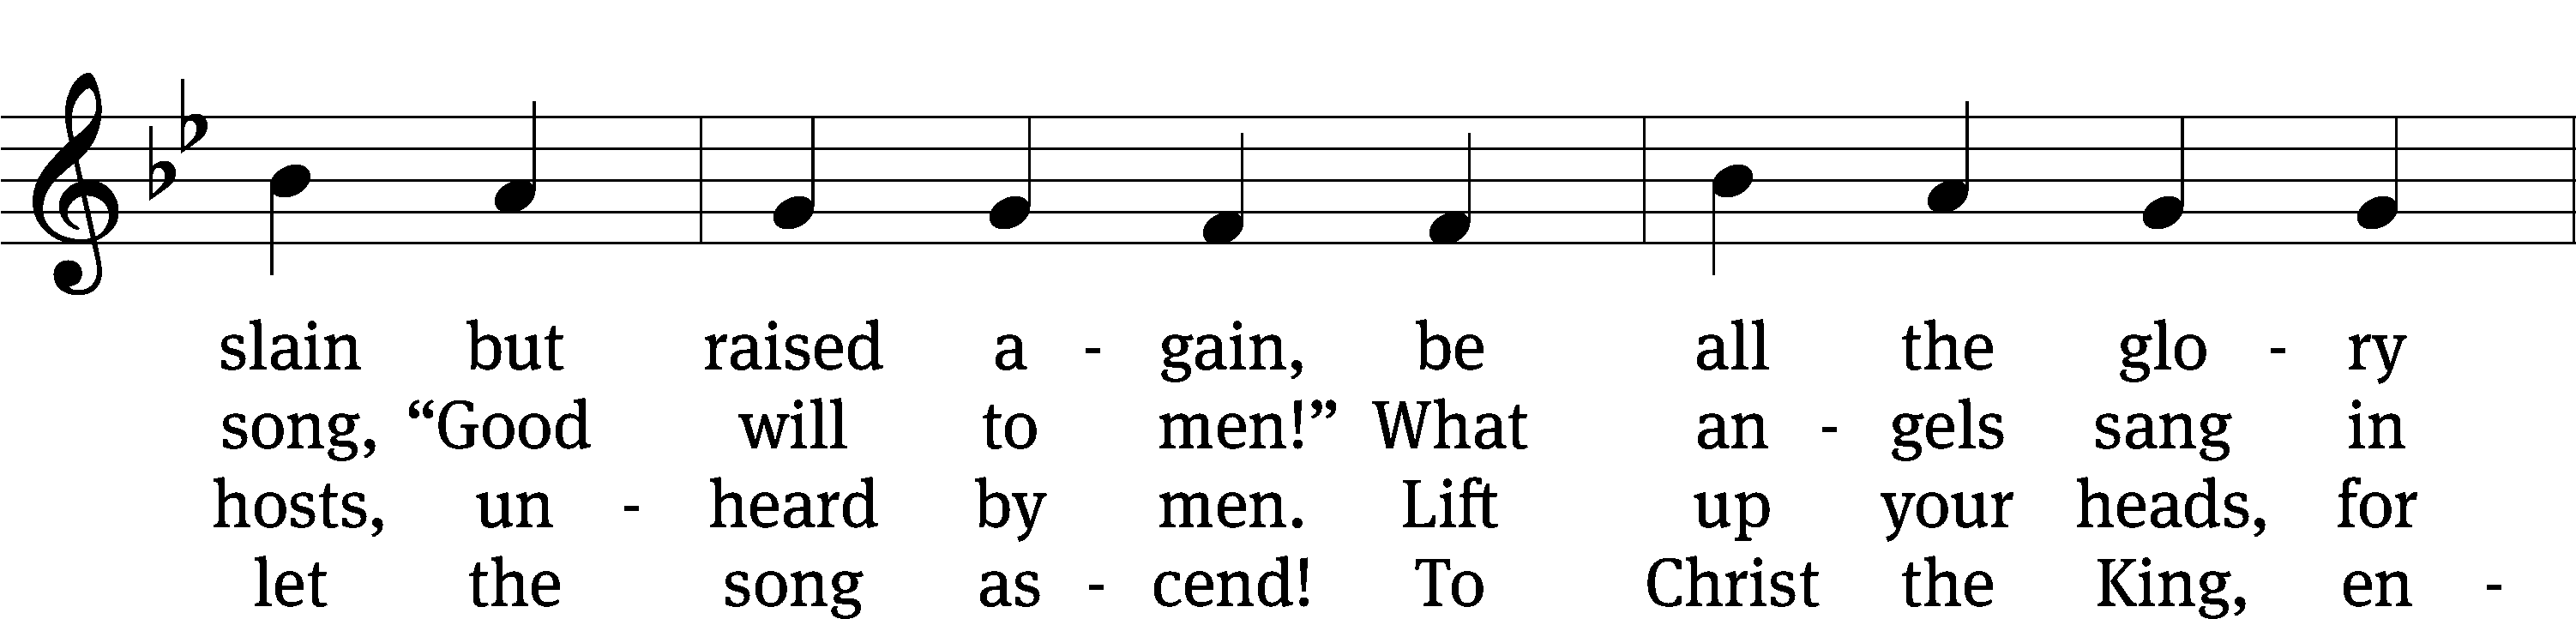 slain but raised a - gain, be all the glo - ry
song, “Good will to men!” What an - gels sang in
hosts, un - heard by men. Lift up your heads, for
let the song as - cend! To Christ the King, en -